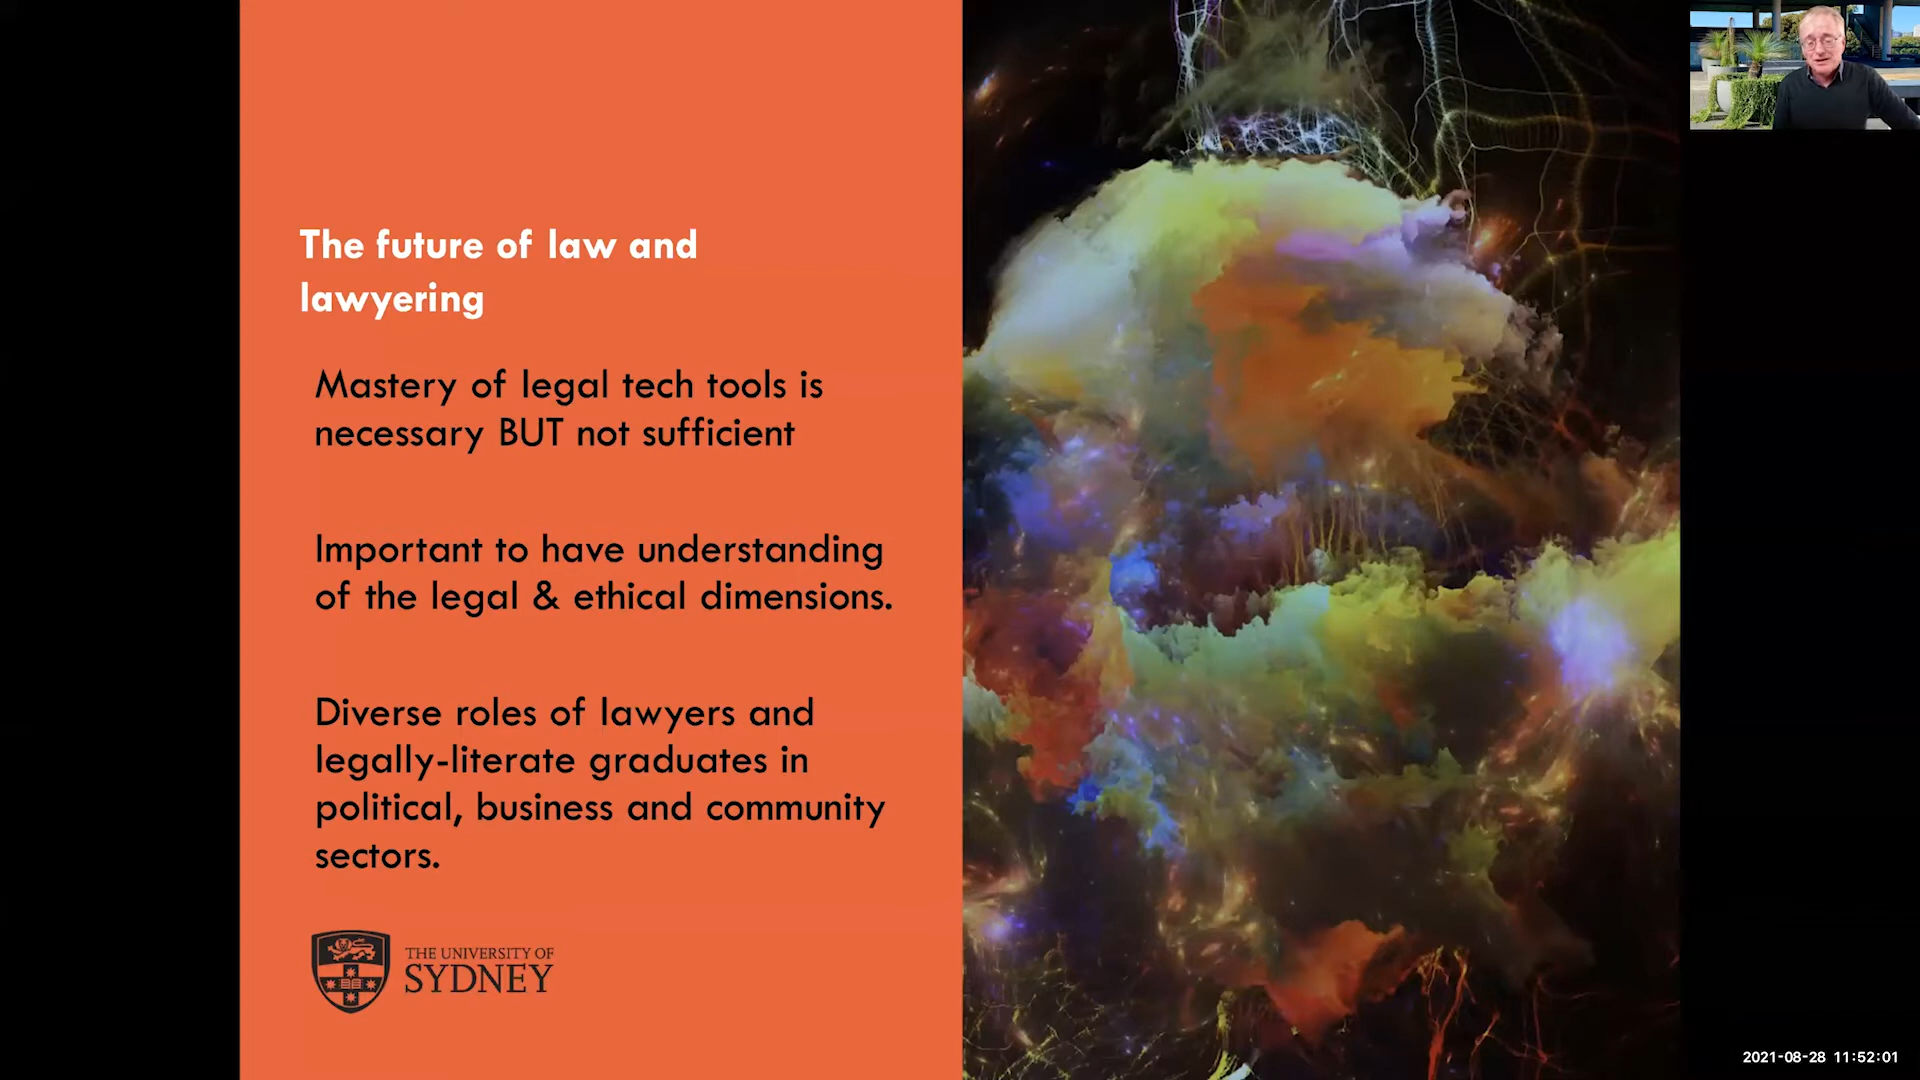 The future of law and
lawyering
Mastery of legal tech tools is
necessary BUT not sufficient
Important to have understanding
of the legal & ethical dimensions.
Diverse roles of lawyers and
legally-literate graduates in
political, business and community
sectors.
THE UNIVERSITY OF
SYDNEY
2021-08-28 11:52:01